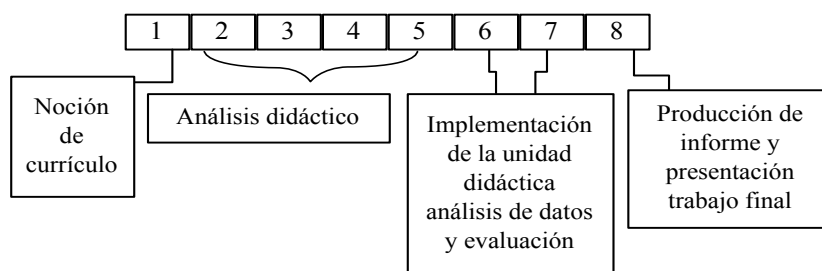 1 2 3 4 5 6 7 8
Noción
de
currículo
Análisis didáctico
Implementación
de la unidad
didáctica
análisis de datos
y evaluación
Producción de
informe y
presentación
trabajo final